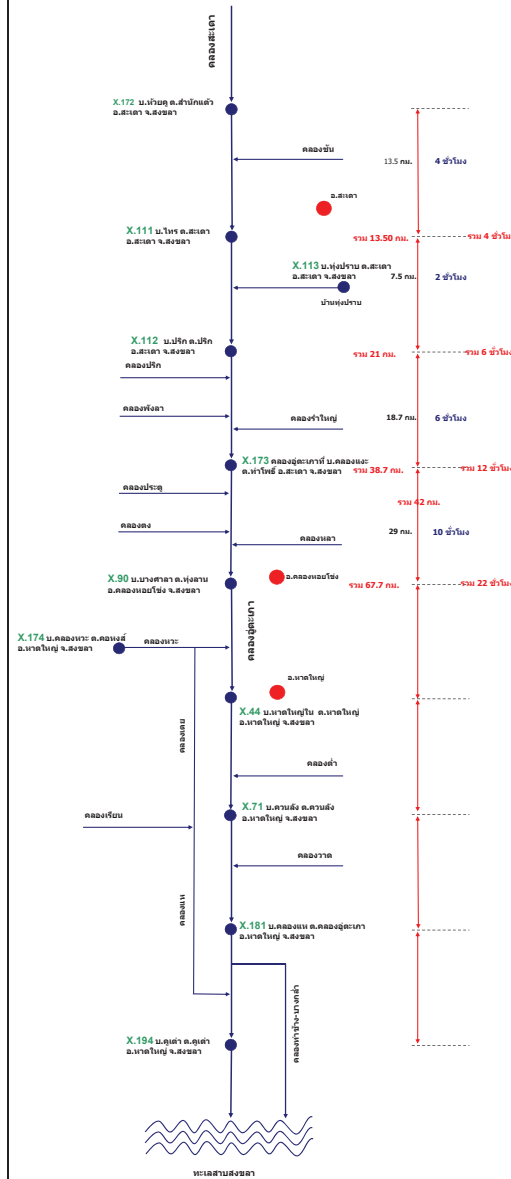 คลองสะเดา
X.172 บ.ห้วยคู ต.สำนักแต้ว
อ.สะเดา จ.สงขลา
คลองชัน
13.5 กม.
4 ชั่วโมง
อ.สะเดา
X.111 บ.ไทร ต.สะเดา
อ.สะเดา จ.สงขลา
รวม 13.50 กม.
รวม 4 ชั่วโมง
X.113 บ.ทุ่งปราบ ต.สะเดา
อ.สะเดา จ.สงขลา
7.5 กม.
2 ชั่วโมง
บ้านทุ่งปราบ
X.112 บ.ปริก ต.ปริก
อ.สะเดา จ.สงขลา
รวม 21 กม.
รวม 6 ชั่วโมง
คลองปริก
คลองพังลา
คลองรำใหญ่
18.7 กม.
6 ชั่วโมง
X.173 คลองอู่ตะเภาที่ บ.คลองแงะ
ต.ท่าโพธิ์ อ.สะเดา จ.สงขลา
รวม 38.7 กม.
รวม 12 ชั่วโมง
คลองประตู
รวม 42 กม.
คลองตง
คลองหลา
29 กม.
10 ชั่วโมง
X.90 บ.บางศาลา ต.ทุ่งลาน
อ.คลองหอยโข่ง จ.สงขลา
อ.คลองหอยโข่ง
รวม 67.7 กม.
รวม 22 ชั่วโมง
คลองอู่ตะเภา
X.174 บ.คลองหวะ ต.คอหงส์
อ.หาดใหญ่ จ.สงขลา
คลองหวะ
อ.หาดใหญ่
X.44 บ.หาดใหญ่ใน ต.หาดใหญ่
อ.หาดใหญ่ จ.สงขลา
คลองเตย
คลองต่ำ
X.71 บ.ควนลัง ต.ควนลัง
อ.หาดใหญ่ จ.สงขลา
คลองเรียน
คลองวาด
คลองแห
X.181 บ.คลองแห ต.คลองอู่ตะเภา
อ.หาดใหญ่ จ.สงขลา
คลองท่าช้าง-บางกล่ำ
X.194 บ.คูเต่า ต.คูเต่า
อ.หาดใหญ่ จ.สงขลา
ทะเลสาบสงขลา